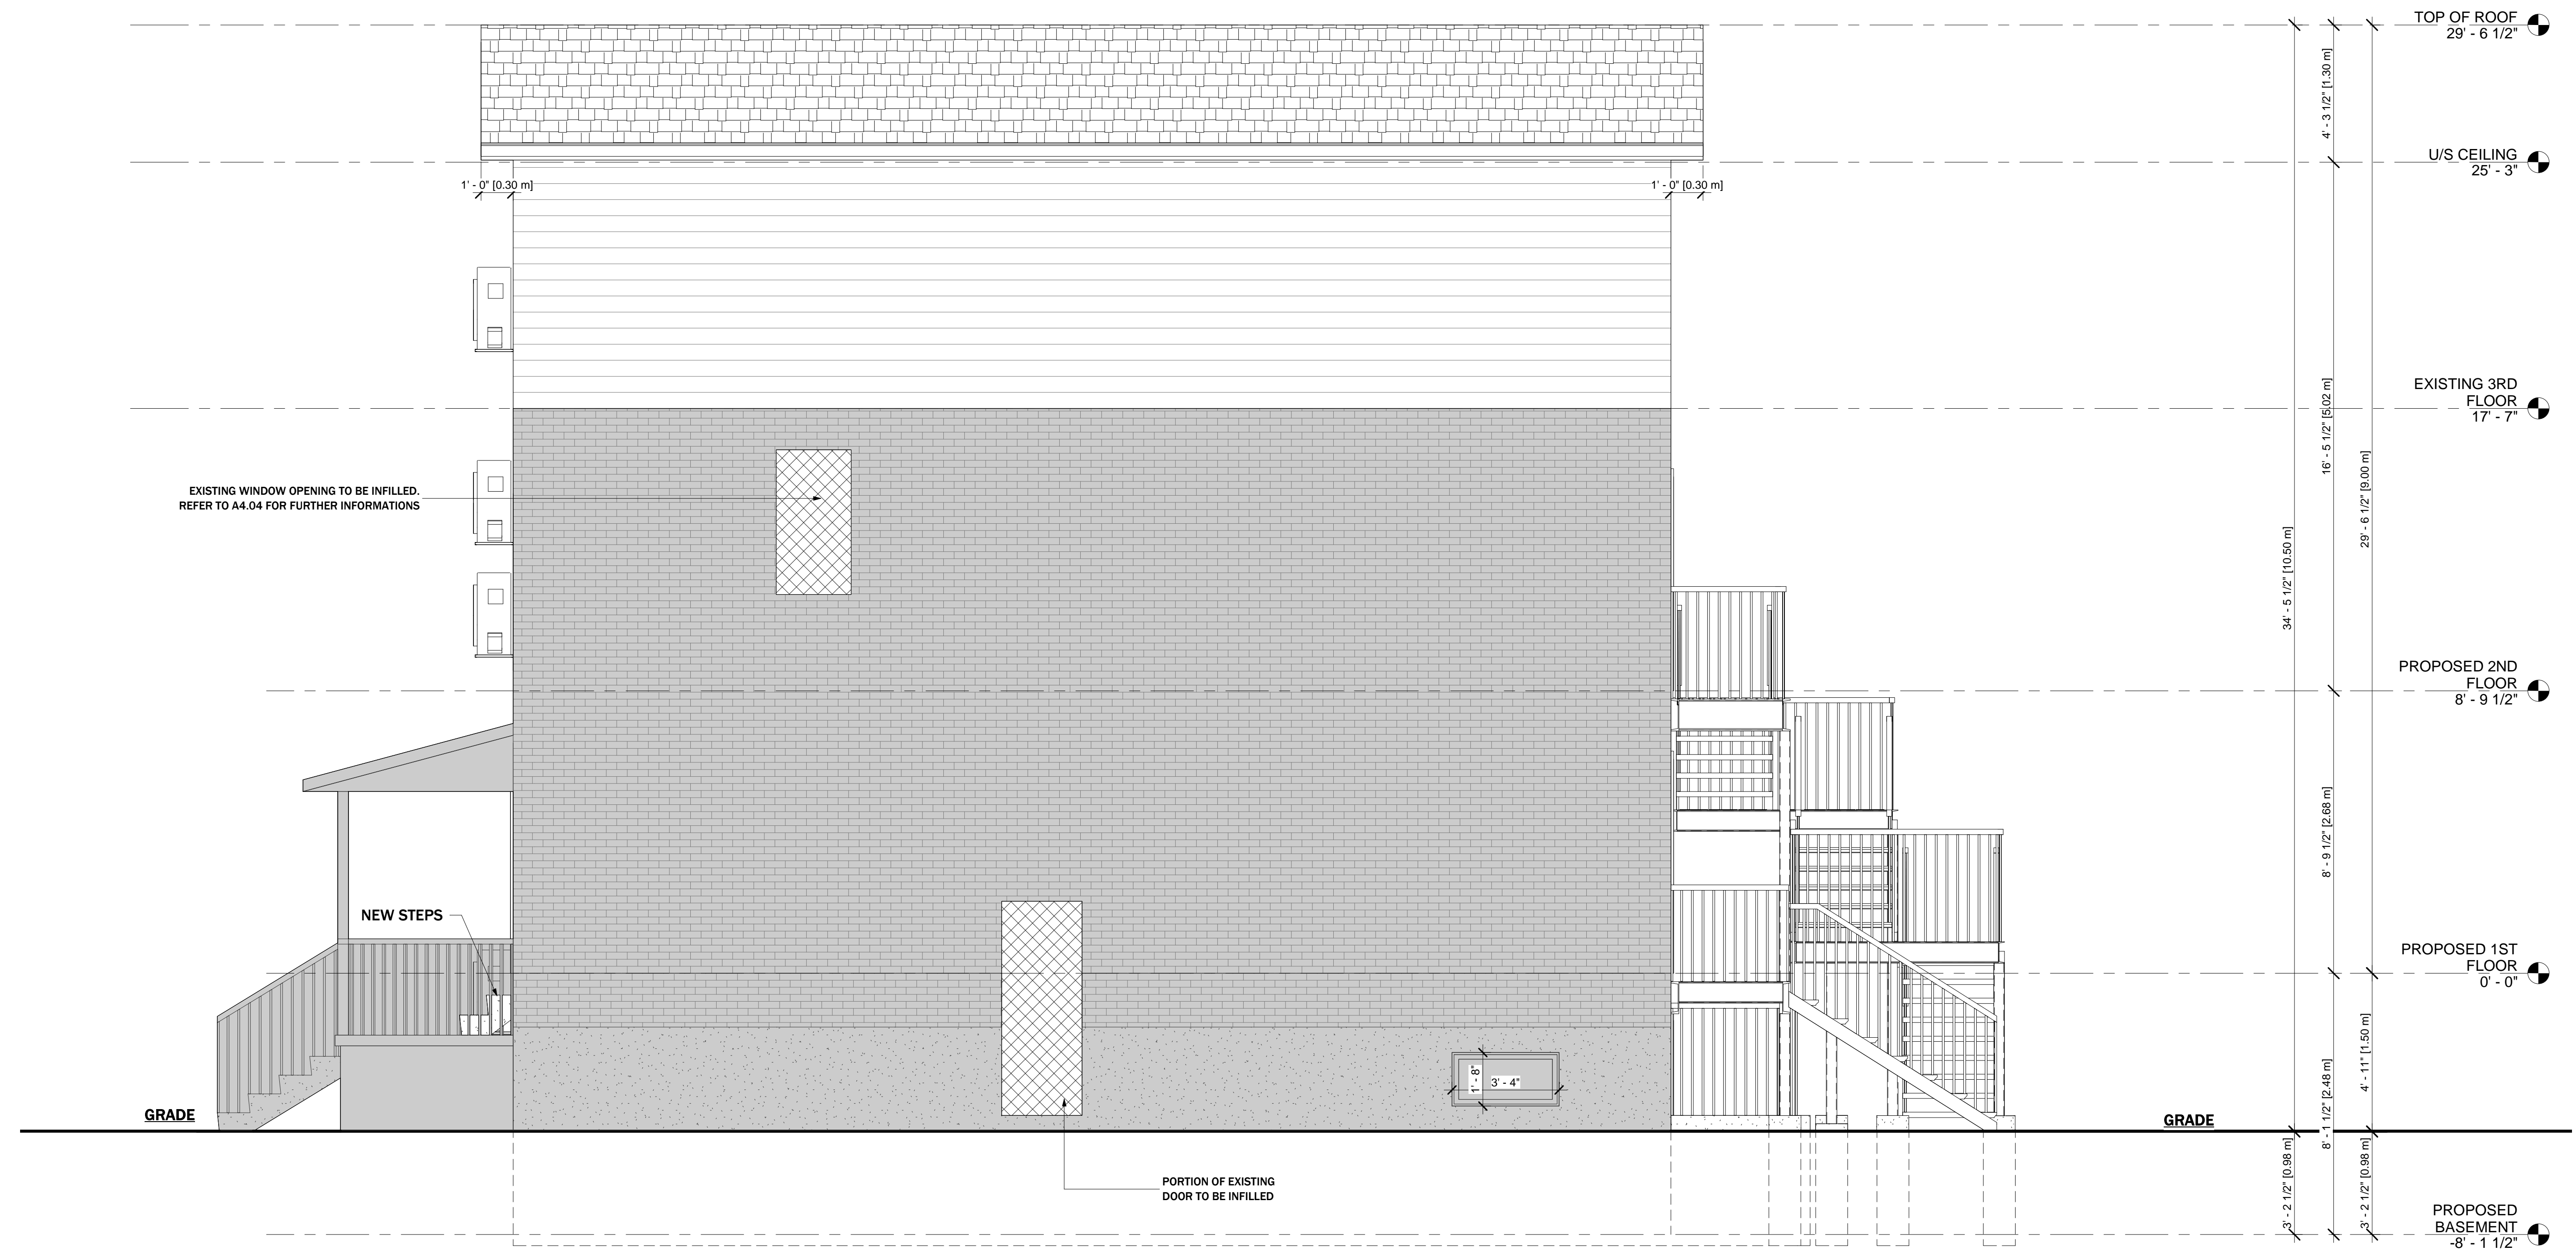 TOP OF ROOF
29' - 6 1/2"
4' - 3 1/2" [1.30 m]
U/S CEILING
25' - 3"
1' - 0" [0.30 m]
1' - 0" [0.30 m]
EXISTING 3RD
FLOOR
17' - 7"
16' - 5 1/2" [5.02 m]
29' - 6 1/2" [9.00 m]
34' - 5 1/2" [10.50 m]
EXISTING WINDOW OPENING TO BE INFILLED.
REFER TO A4.04 FOR FURTHER INFORMATIONS
PROPOSED 2ND
FLOOR
8' - 9 1/2"
8' - 9 1/2" [2.68 m]
NEW STEPS
PROPOSED 1ST
FLOOR
0' - 0"
4' - 11" [1.50 m]
8' - 1 1/2" [2.48 m]
1' - 8"
3' - 4"
GRADE
GRADE
3' - 2 1/2" [0.98 m]
3' - 2 1/2" [0.98 m]
PORTION OF EXISTING
DOOR TO BE INFILLED
PROPOSED
BASEMENT
-8' - 1 1/2"